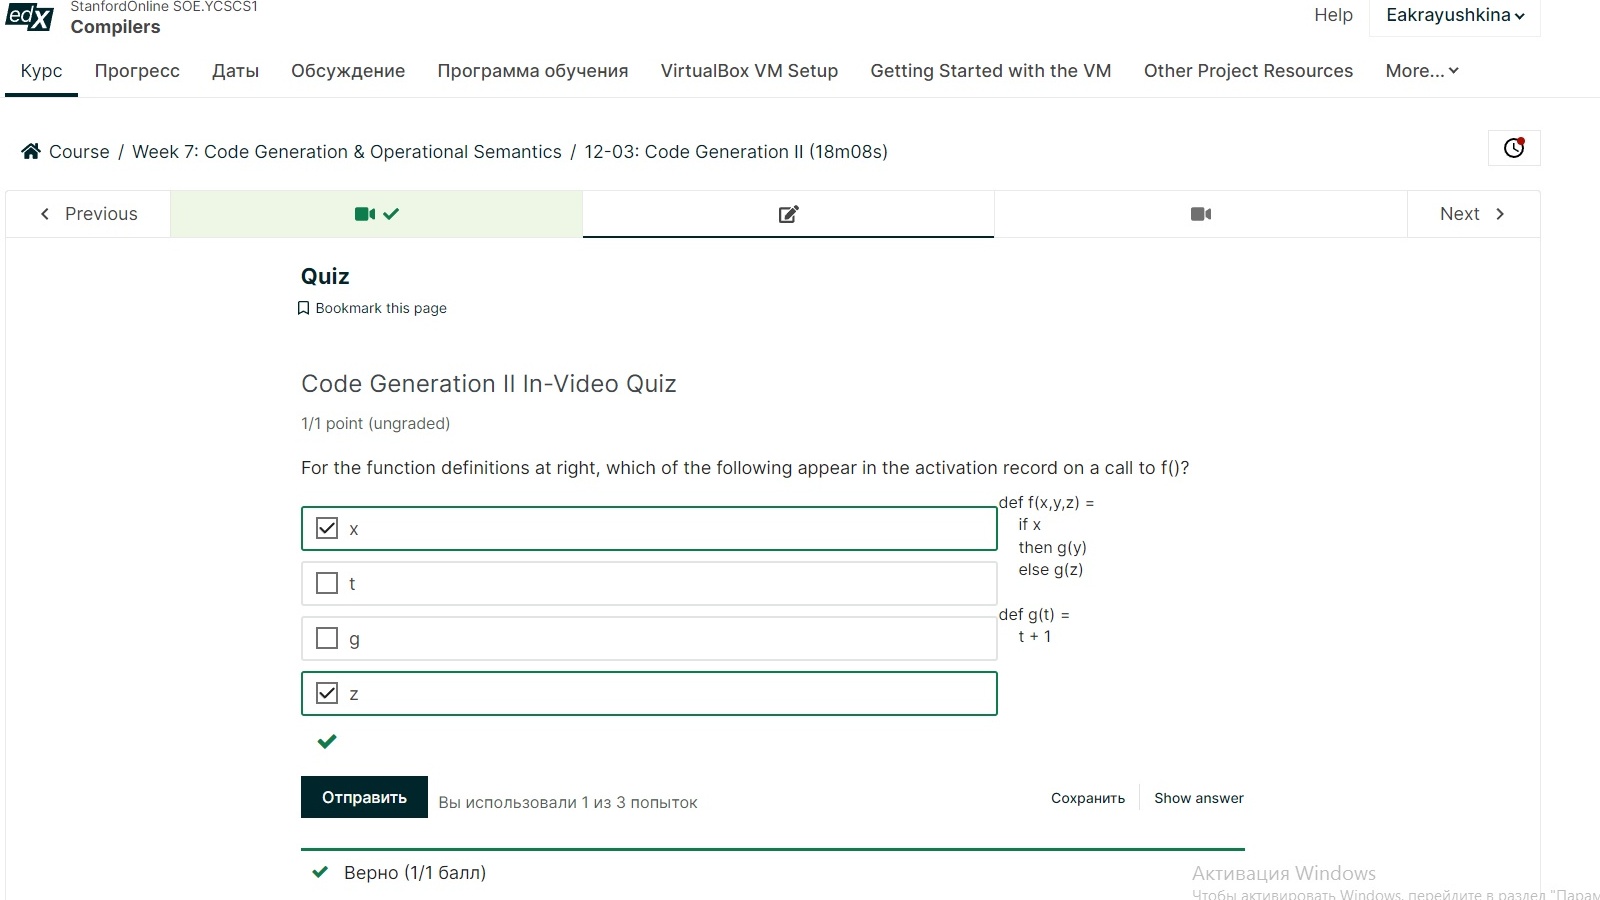 edX
StanfordOnline SOE.YCSCS1
Compilers
Help
Eakrayushkina
Курс
Прогресс
Даты
Обсуждение
Программа обучения
VirtualBox VM Setup
Getting Started with the VM
Other Project Resources
More...
Course / Week 7: Code Generation & Operational Semantics / 12-03: Code Generation II (18m08s)
Previous
Next
Quiz
Bookmark this page
Code Generation II In-Video Quiz
1/1 point (ungraded)
For the function definitions at right, which of the following appear in the activation record on a call to f()?
x
t
g
z
def f(x,y,z) =
if x
then g(y)
else g(z)
def g(t) =
t + 1
Отправить
Вы использовали 1 из 3 попыток
Сохранить
Show answer
Верно (1/1 балл)
Активация Windows
Чтобы активировать Windows, перейдите в раздел "Парам